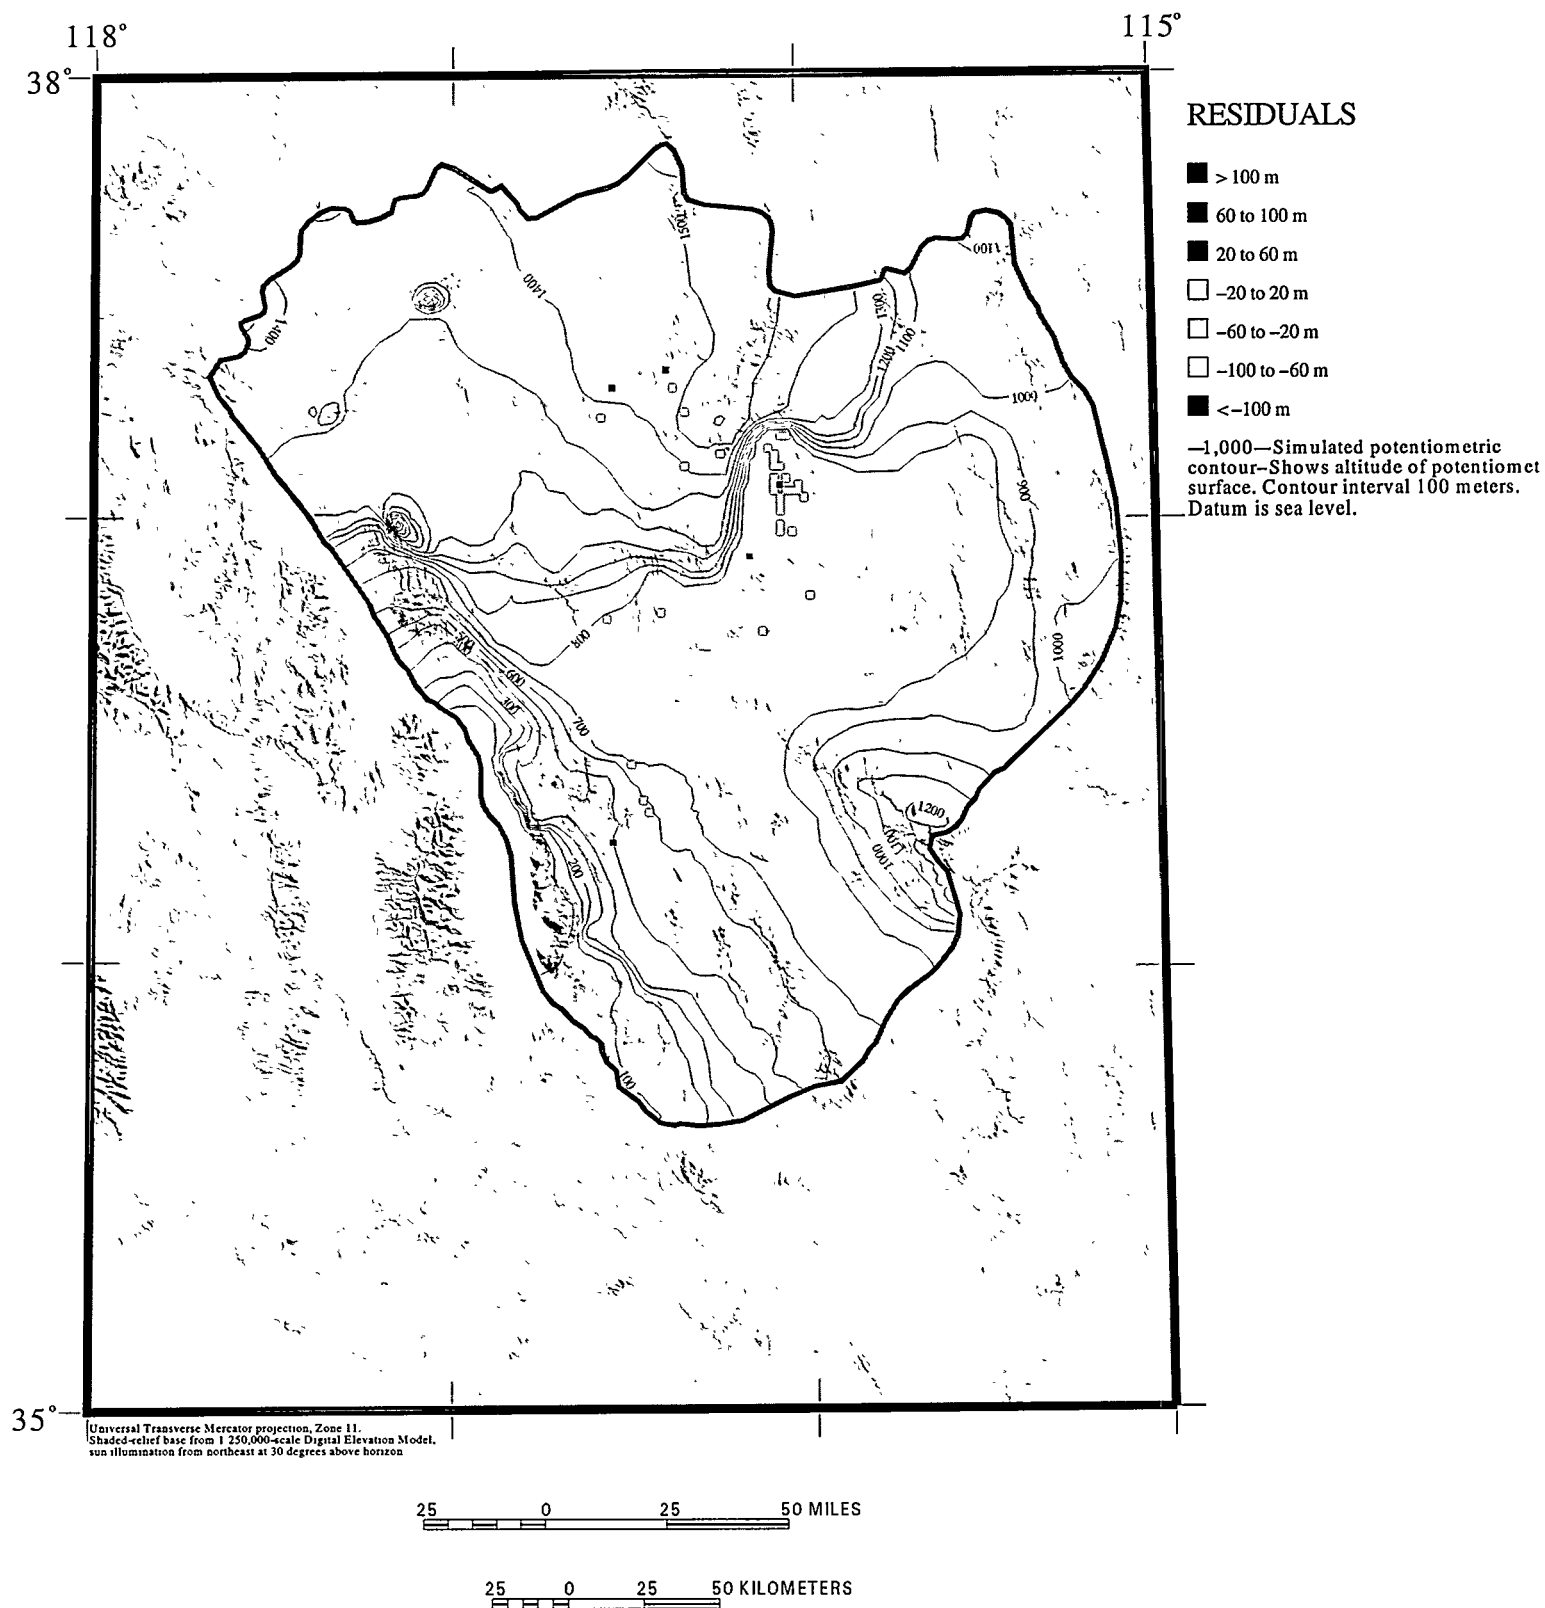 118°
115°
38°
RESIDUALS
> 100 m
60 to 100 m
20 to 60 m
–20 to 20 m
–60 to –20 m
–100 to –60 m
<–100 m
—1,000—Simulated potentiometric
contour–Shows altitude of potentiomet
surface. Contour interval 100 meters.
Datum is sea level.
1500
1100
1400
1400
1300
1200
1100
1000
900
1000
800
600
700
1200
1100
1000
200
100
35°
Universal Transverse Mercator projection, Zone 11.
Shaded-relief base from 1 250,000-scale Digital Elevation Model,
sun illumination from northeast at 30 degrees above horizon
25 0 25 50 MILES
25 0 25 50 KILOMETERS